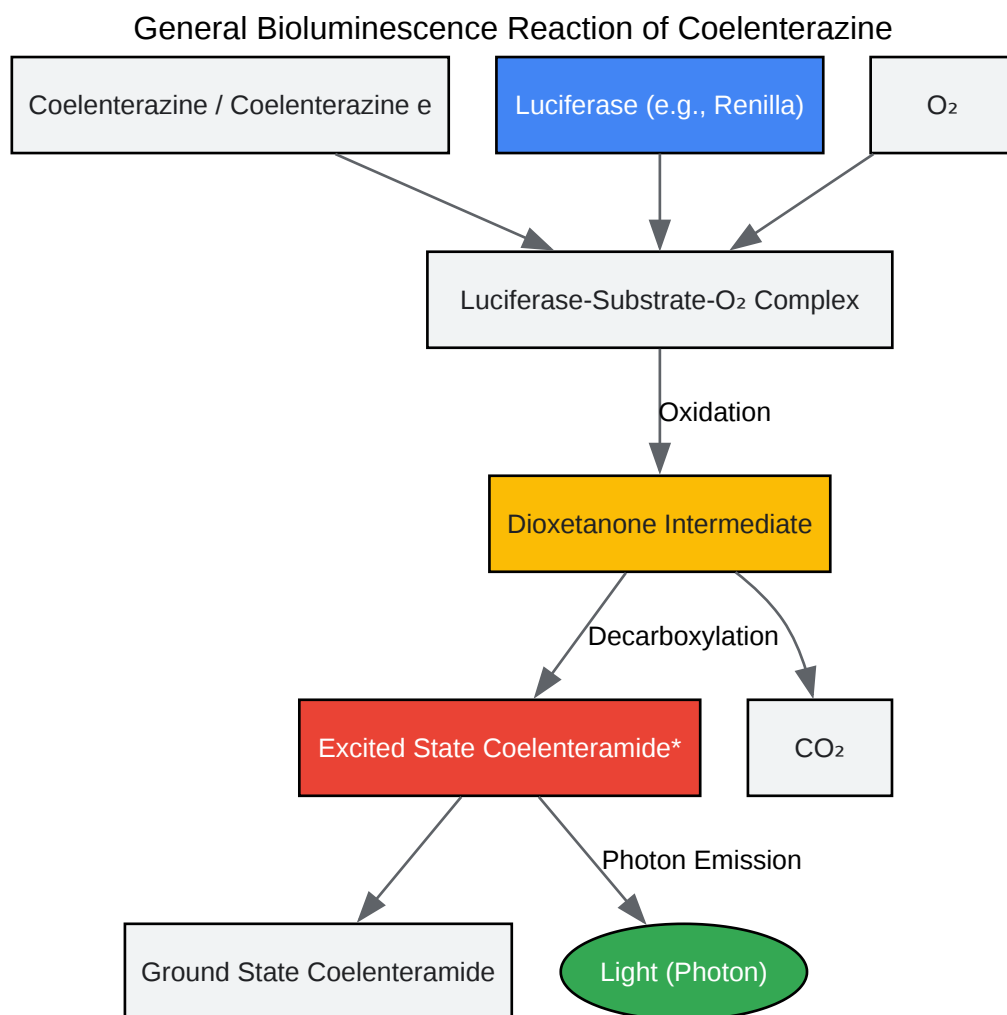 General Bioluminescence Reaction of Coelenterazine
Coelenterazine / Coelenterazine e
Luciferase (e.g., Renilla)
O₂
Luciferase-Substrate-O₂ Complex
Oxidation
Dioxetanone Intermediate
Decarboxylation
Excited State Coelenteramide*
CO₂
Photon Emission
Ground State Coelenteramide
Light (Photon)